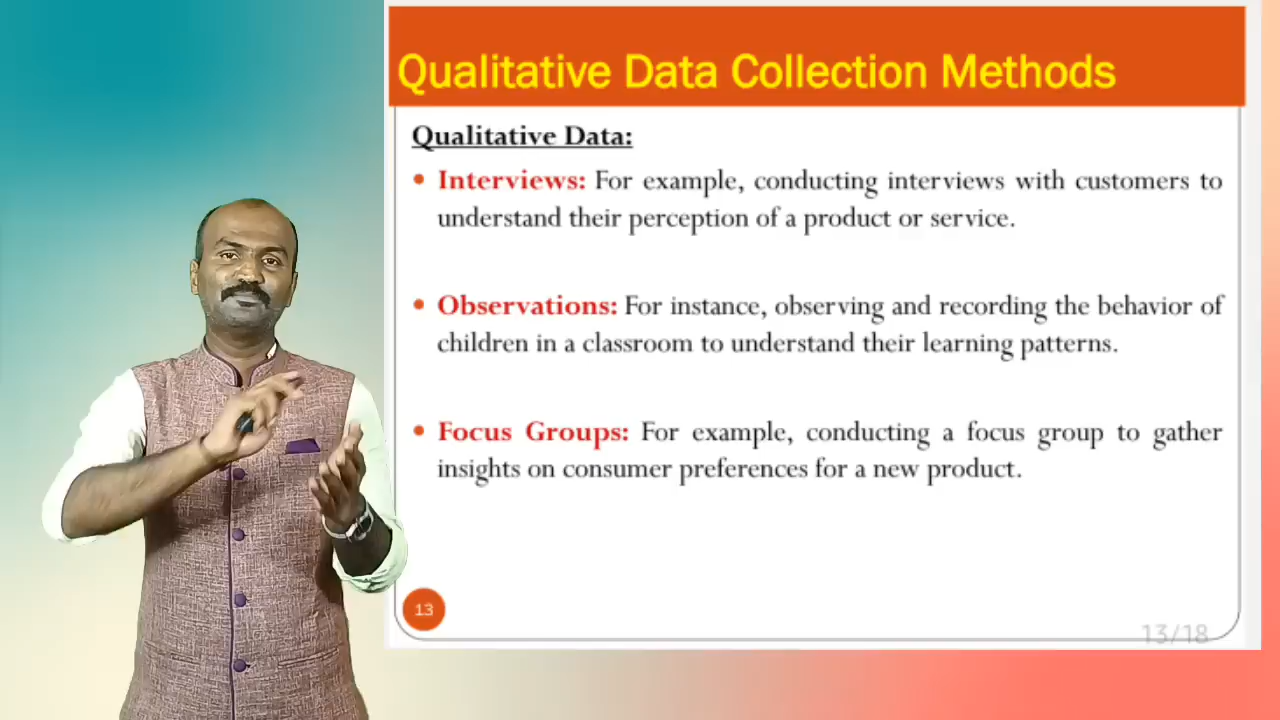 Qualitative Data Collection Methods
Qualitative Data:
• Interviews: For example, conducting interviews with customers to
understand their perception of a product or service.
• Observations: For instance, observing and recording the behavior of
children in a classroom to understand their learning patterns.
• Focus Groups: For example, conducting a focus group to gather
insights on consumer preferences for a new product.
13
13/18